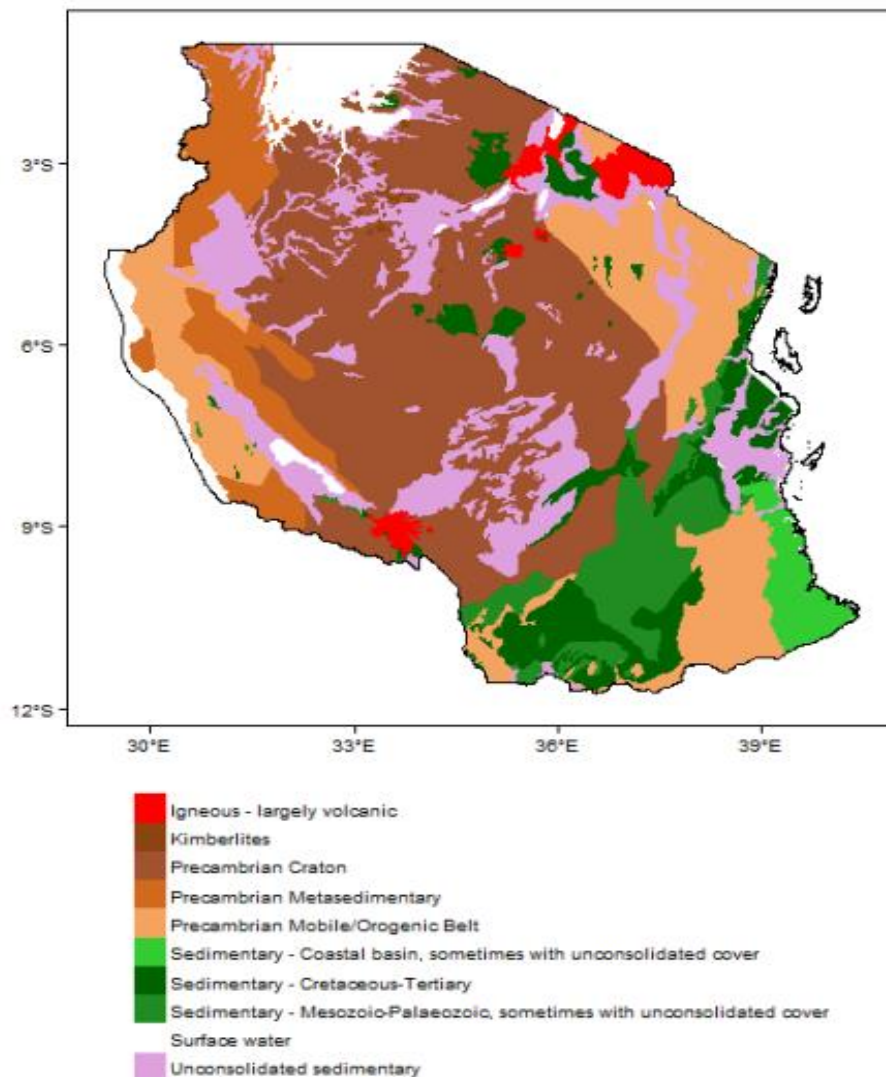 3°S
6°S
9°S
12°S
30°E 33°E 36°E 39°E
Igneous - largely volcanic
Kimberlites
Precambrian Craton
Precambrian Metasedimentary
Precambrian Mobile/Orogenic Belt
Sedimentary - Coastal basin, sometimes with unconsolidated cover
Sedimentary - Cretaceous-Tertiary
Sedimentary - Mesozoio-Palaeozoic, sometimes with unconsolidated cover
Surface water
Unconsolidated sedimentary